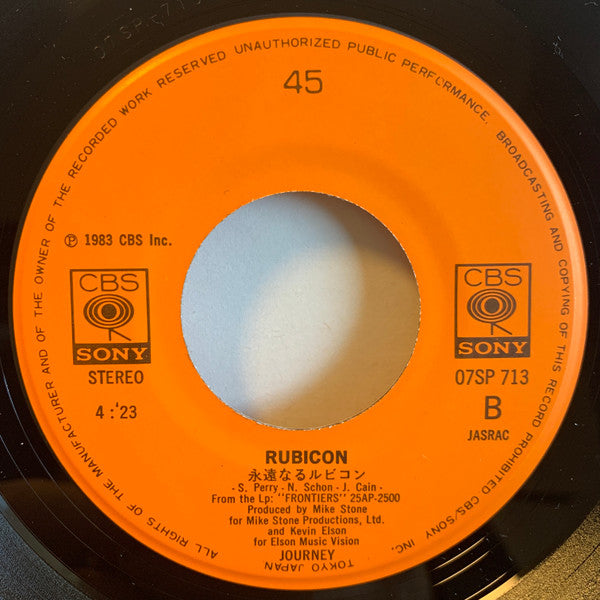 ALL RIGHTS OF THE MANUFACTURER AND OF THE OWNER OF THE RECORDED WORK RESERVED UNAUTHORIZED PUBLIC PERFORMANCE, BROADCASTING AND COPYING OF THIS RECORD PROHIBITED CBS/SONY INC.
TOKYO JAPAN
45
Ⓟ 1983 CBS Inc.
CBS
SONY
STEREO
4:'23
CBS
SONY
07SP 713
B
JASRAC
RUBICON
永遠なるルビコン
- S. Perry - N. Schon - J. Cain -
From the Lp: "FRONTIERS" 25AP-2500
Produced by Mike Stone
for Mike Stone Productions, Ltd.
and Kevin Elson
for Elson Music Vision
JOURNEY